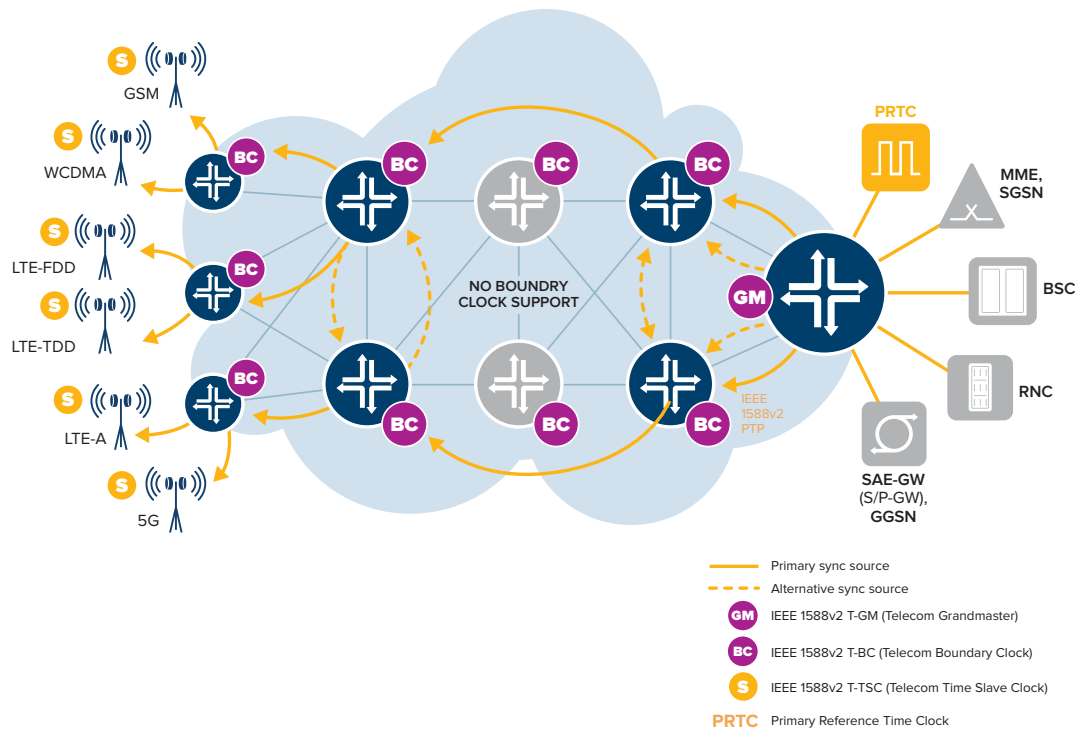 S
GSM
S
WCDMA
S
LTE-FDD
S
LTE-TDD
S
LTE-A
S
5G
BC
BC
BC
BC
BC
BC
NO BOUNDRY
CLOCK SUPPORT
GM
BC
BC
BC
BC
IEEE
1588v2
PTP
PRTC
MME,
SGSN
BSC
RNC
SAE-GW
(S/P-GW),
GGSN
Primary sync source
Alternative sync source
GM IEEE 1588v2 T-GM (Telecom Grandmaster)
BC IEEE 1588v2 T-BC (Telecom Boundary Clock)
S IEEE 1588v2 T-TSC (Telecom Time Slave Clock)
PRTC Primary Reference Time Clock